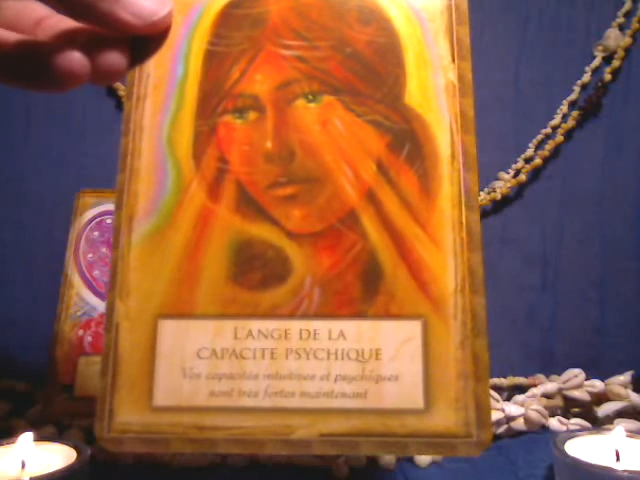 L'ANGE DE LA
CAPACITE PSYCHIQUE
Vos capacités intuitives et psychiques
sont très fortes maintenant